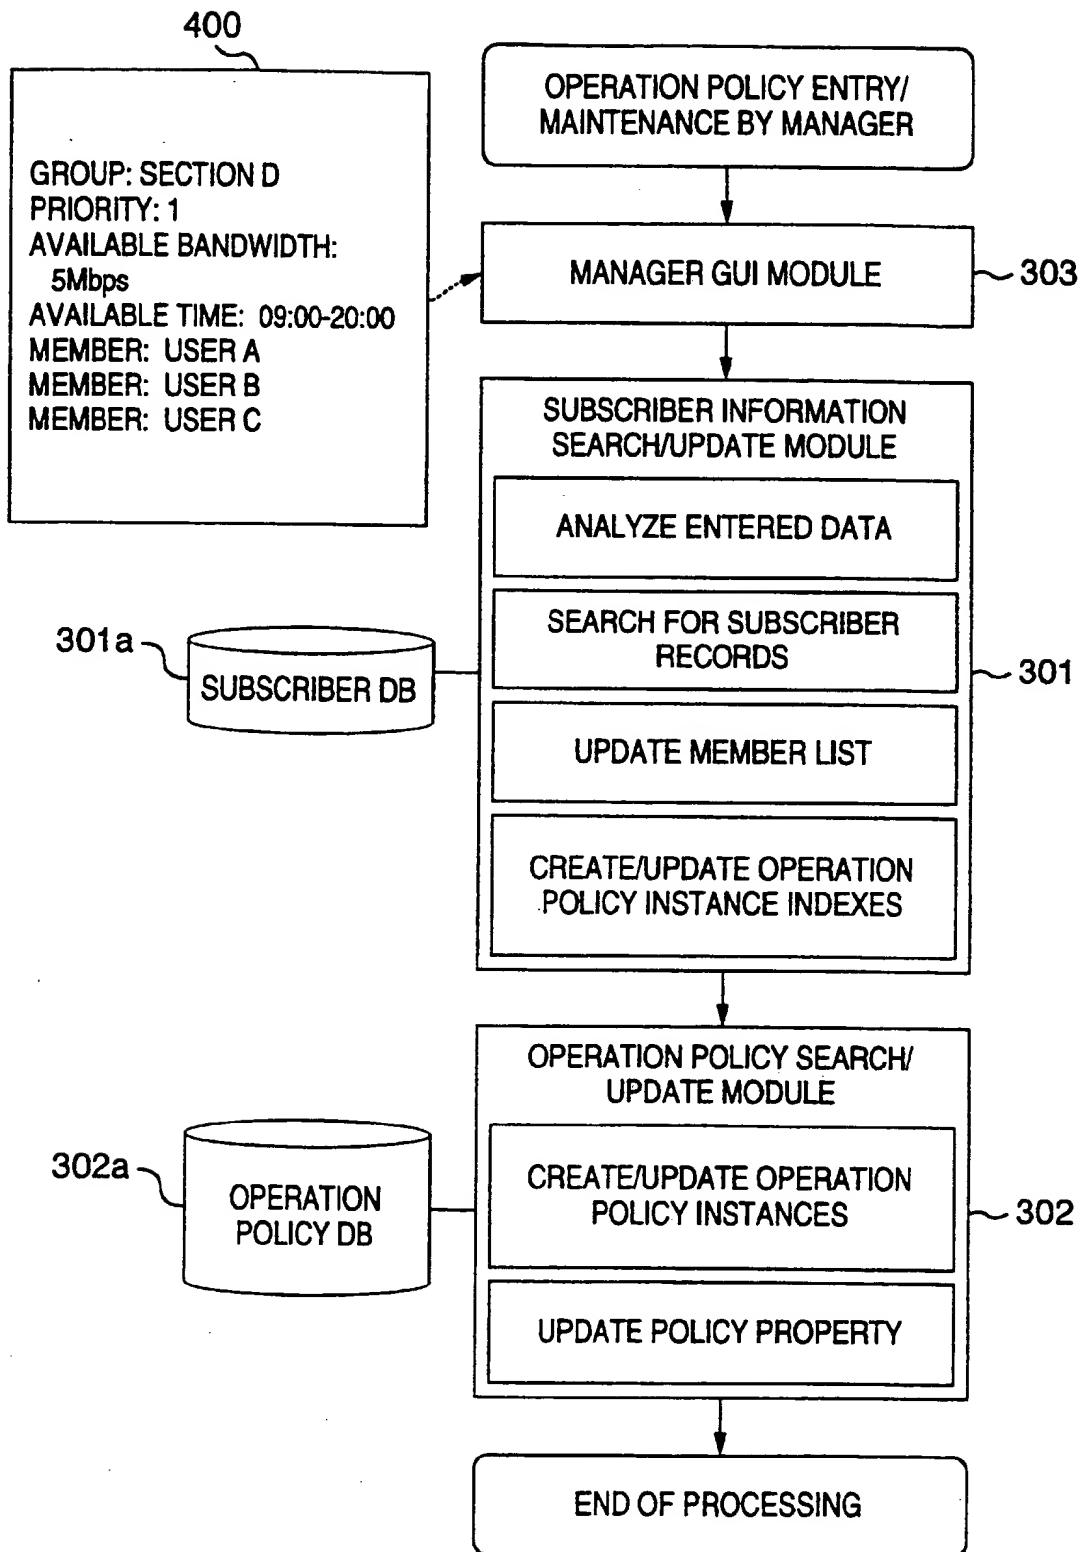 400
GROUP: SECTION D
PRIORITY: 1
AVAILABLE BANDWIDTH:
5Mbps
AVAILABLE TIME: 09:00-20:00
MEMBER: USER A
MEMBER: USER B
MEMBER: USER C
OPERATION POLICY ENTRY/
MAINTENANCE BY MANAGER
MANAGER GUI MODULE
303
SUBSCRIBER INFORMATION
SEARCH/UPDATE MODULE
ANALYZE ENTERED DATA
SEARCH FOR SUBSCRIBER
RECORDS
UPDATE MEMBER LIST
CREATE/UPDATE OPERATION
POLICY INSTANCE INDEXES
301
301a
SUBSCRIBER DB
OPERATION POLICY SEARCH/
UPDATE MODULE
CREATE/UPDATE OPERATION
POLICY INSTANCES
UPDATE POLICY PROPERTY
302
302a
OPERATION
POLICY DB
END OF PROCESSING